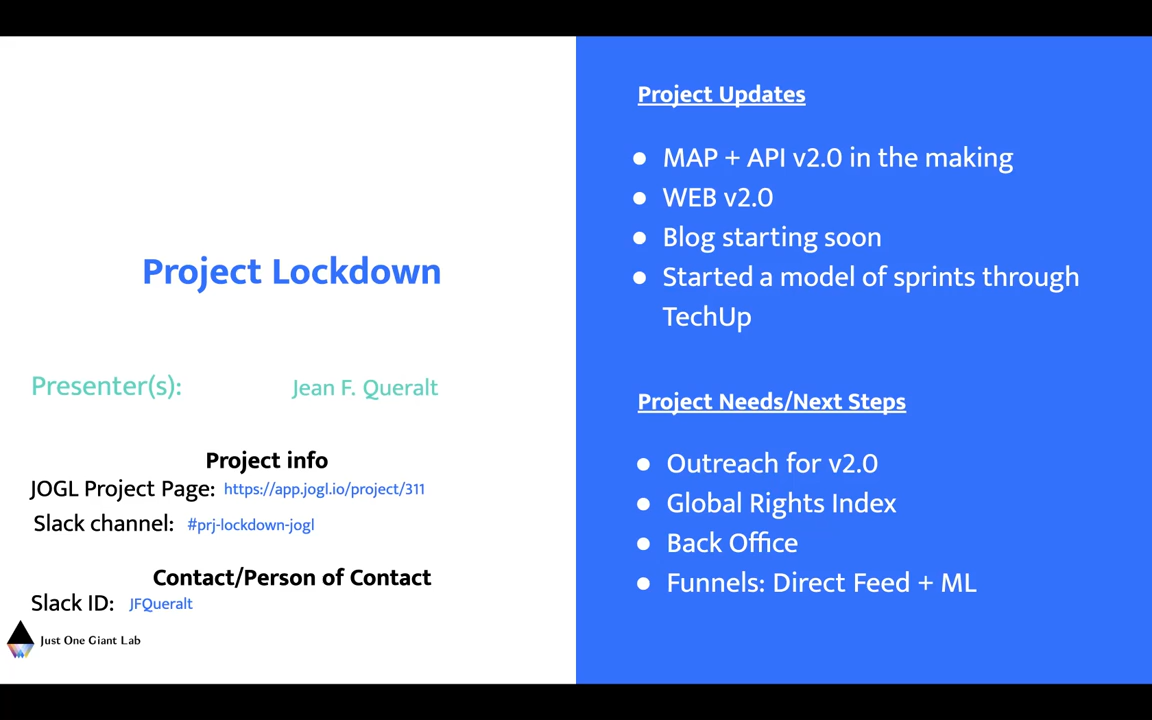 Project Lockdown
Presenter(s): Jean F. Queralt
Project info
JOGL Project Page: https://app.jogl.io/project/311
Slack channel: #prj-lockdown-jogl
Contact/Person of Contact
Slack ID: JFQueralt
Just One Giant Lab
Project Updates
● MAP + API v2.0 in the making
● WEB v2.0
● Blog starting soon
● Started a model of sprints through
TechUp
Project Needs/Next Steps
● Outreach for v2.0
● Global Rights Index
● Back Office
● Funnels: Direct Feed + ML